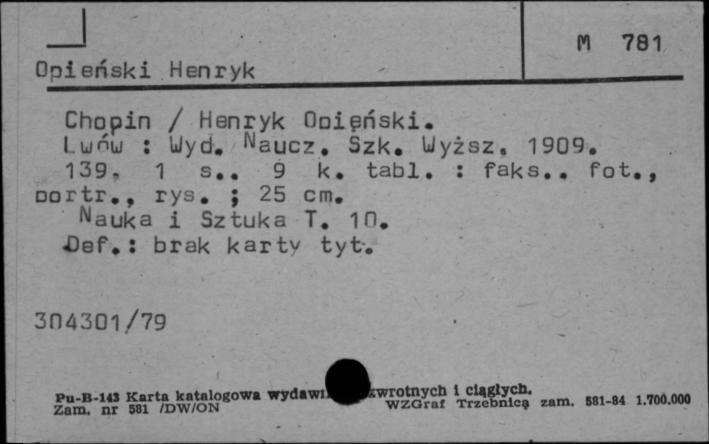 M 781
Opieński Henryk
Chopin / Henryk Opieński.
Lwów : Wyd. Naucz. Szk. Wyższ. 1909.
139, 1 s.. 9 k. tabl. : faks.. fot.,
portr., rys. ; 25 cm.
Nauka i Sztuka T. 10.
Def.: brak karty tyt.
304301/79
Pu-B-143 Karta katalogowa wydawn zwrotnych i ciągłych.
Zam. nr 581 /DW/ON WZGraf Trzebnicą zam. 581-84 1.700.000